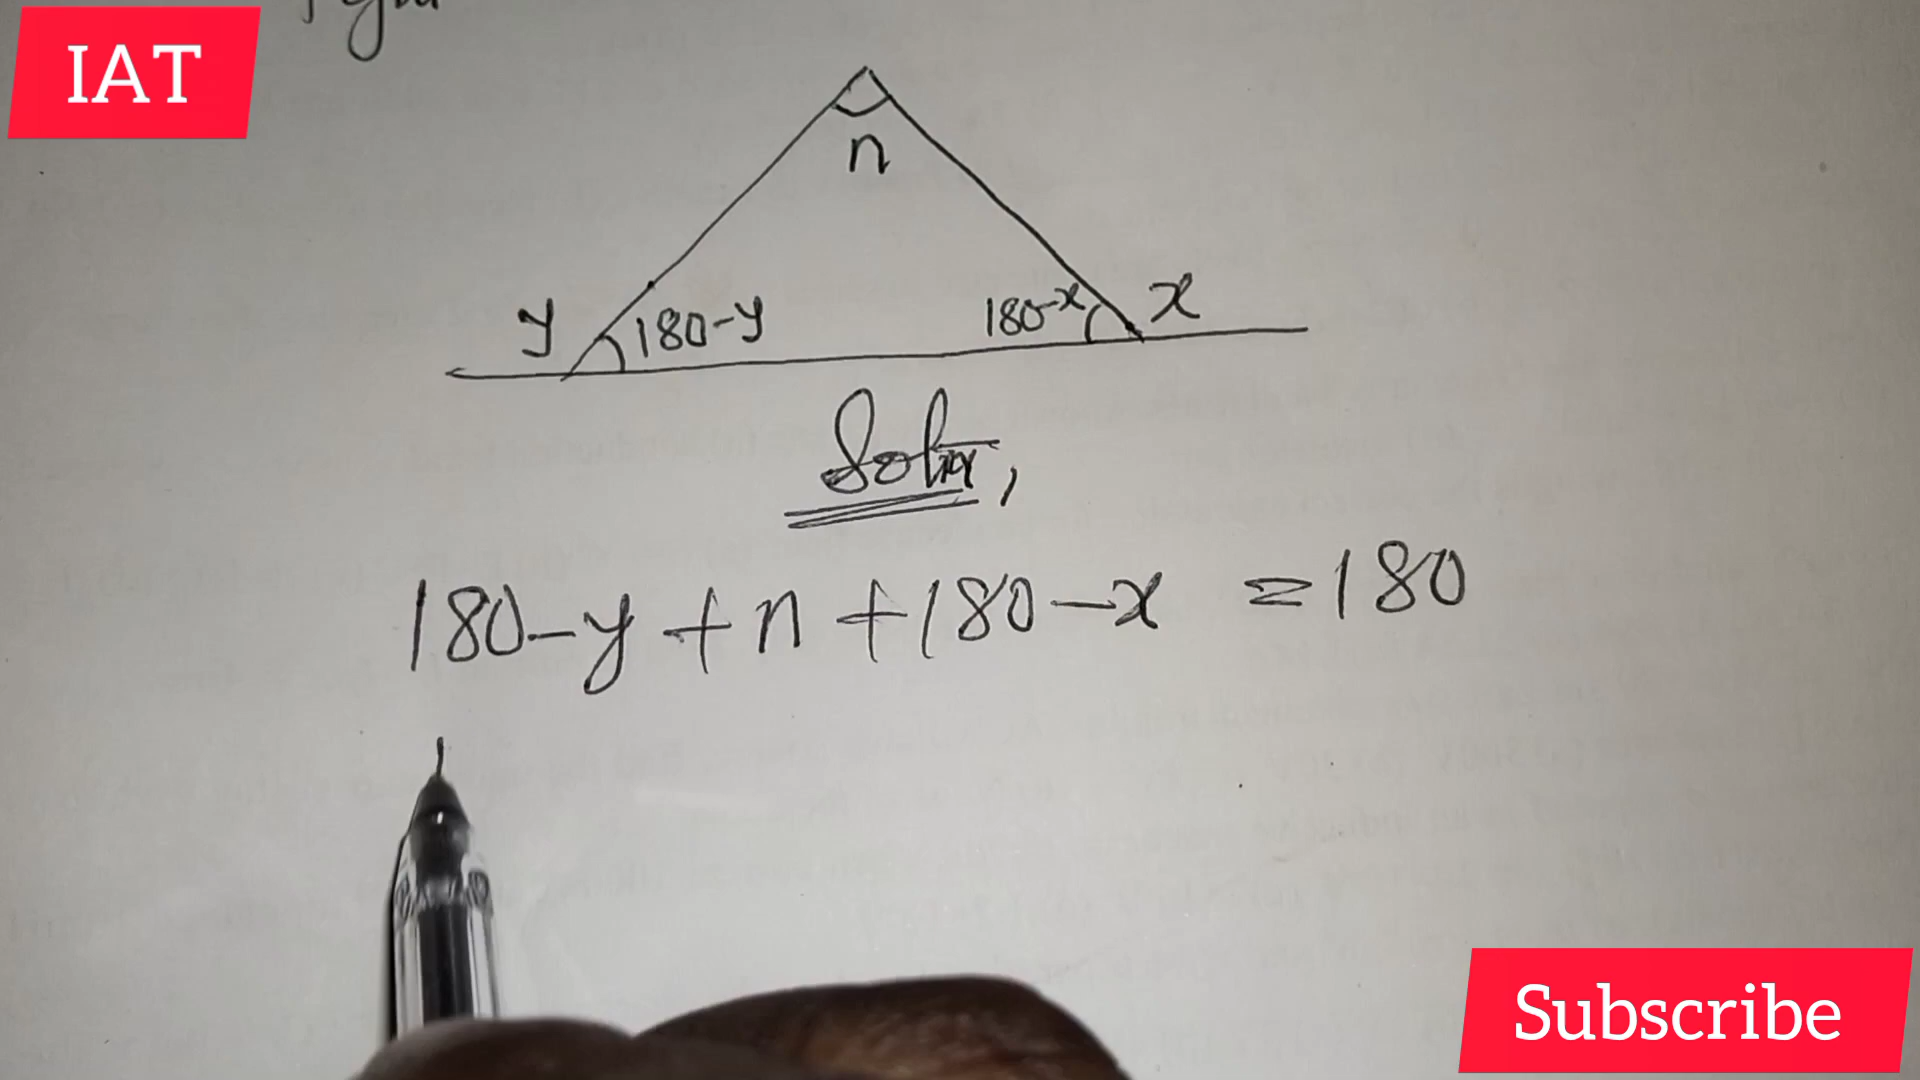 IAT
n
y 180-y 180-x x
Soln,
180-y+n+180-x =180
Subscribe